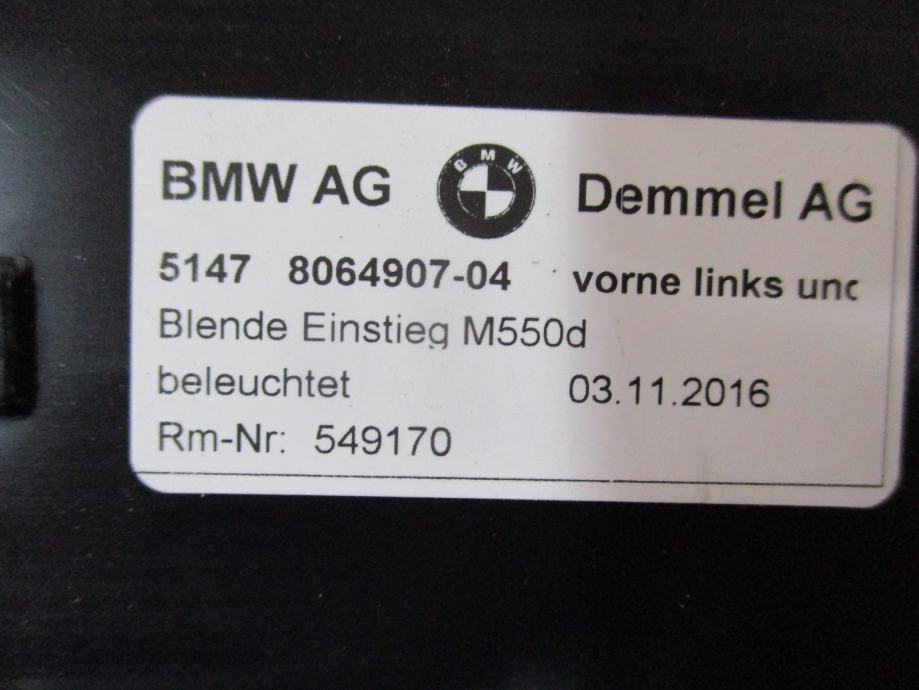 BMW AG BMW Demmel AG
5147 8064907-04 vorne links unc
Blende Einstieg M550d
beleuchtet 03.11.2016
Rm-Nr: 549170